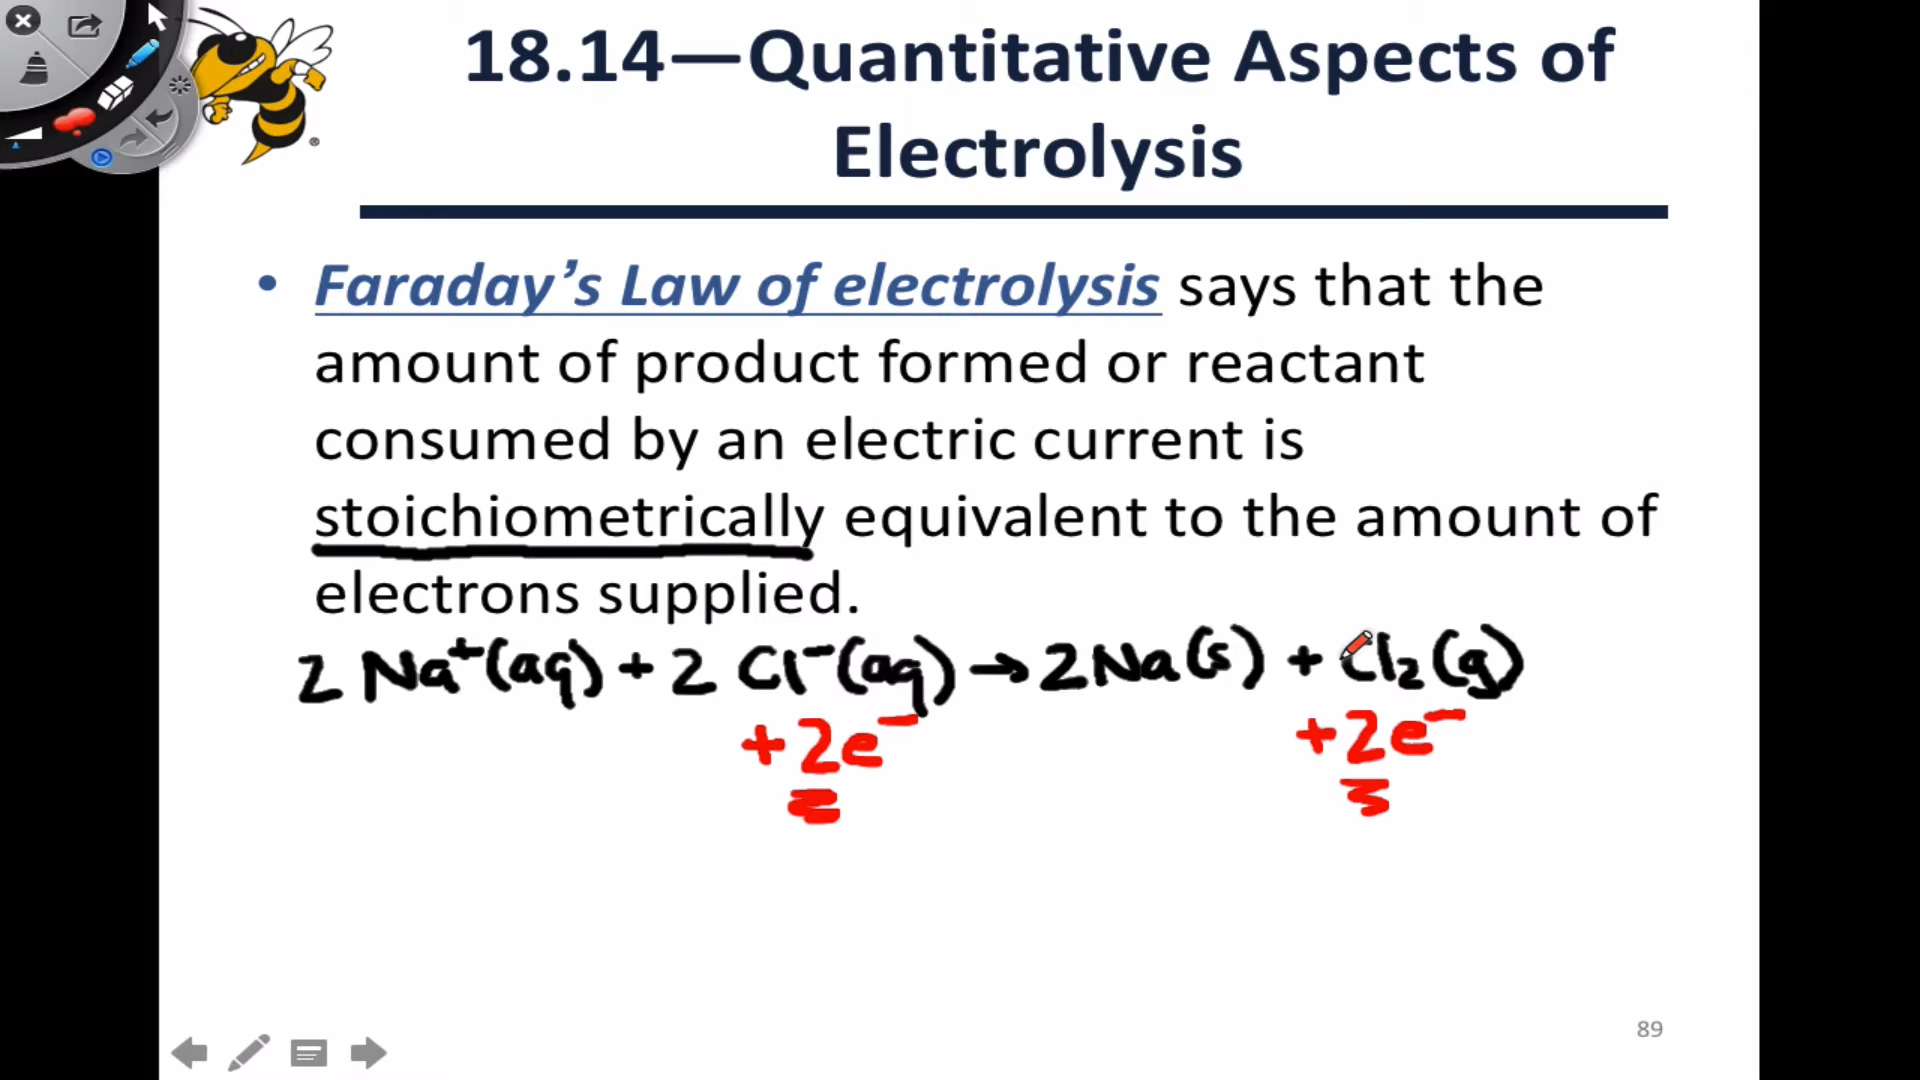 18.14—Quantitative Aspects of
Electrolysis
• Faraday’s Law of electrolysis says that the
amount of product formed or reactant
consumed by an electric current is
stoichiometrically equivalent to the amount of
electrons supplied.
2 Na⁺(aq) + 2 Cl⁻(aq) → 2Na(s) + Cl₂(g)
+2e⁻ +2e⁻
89